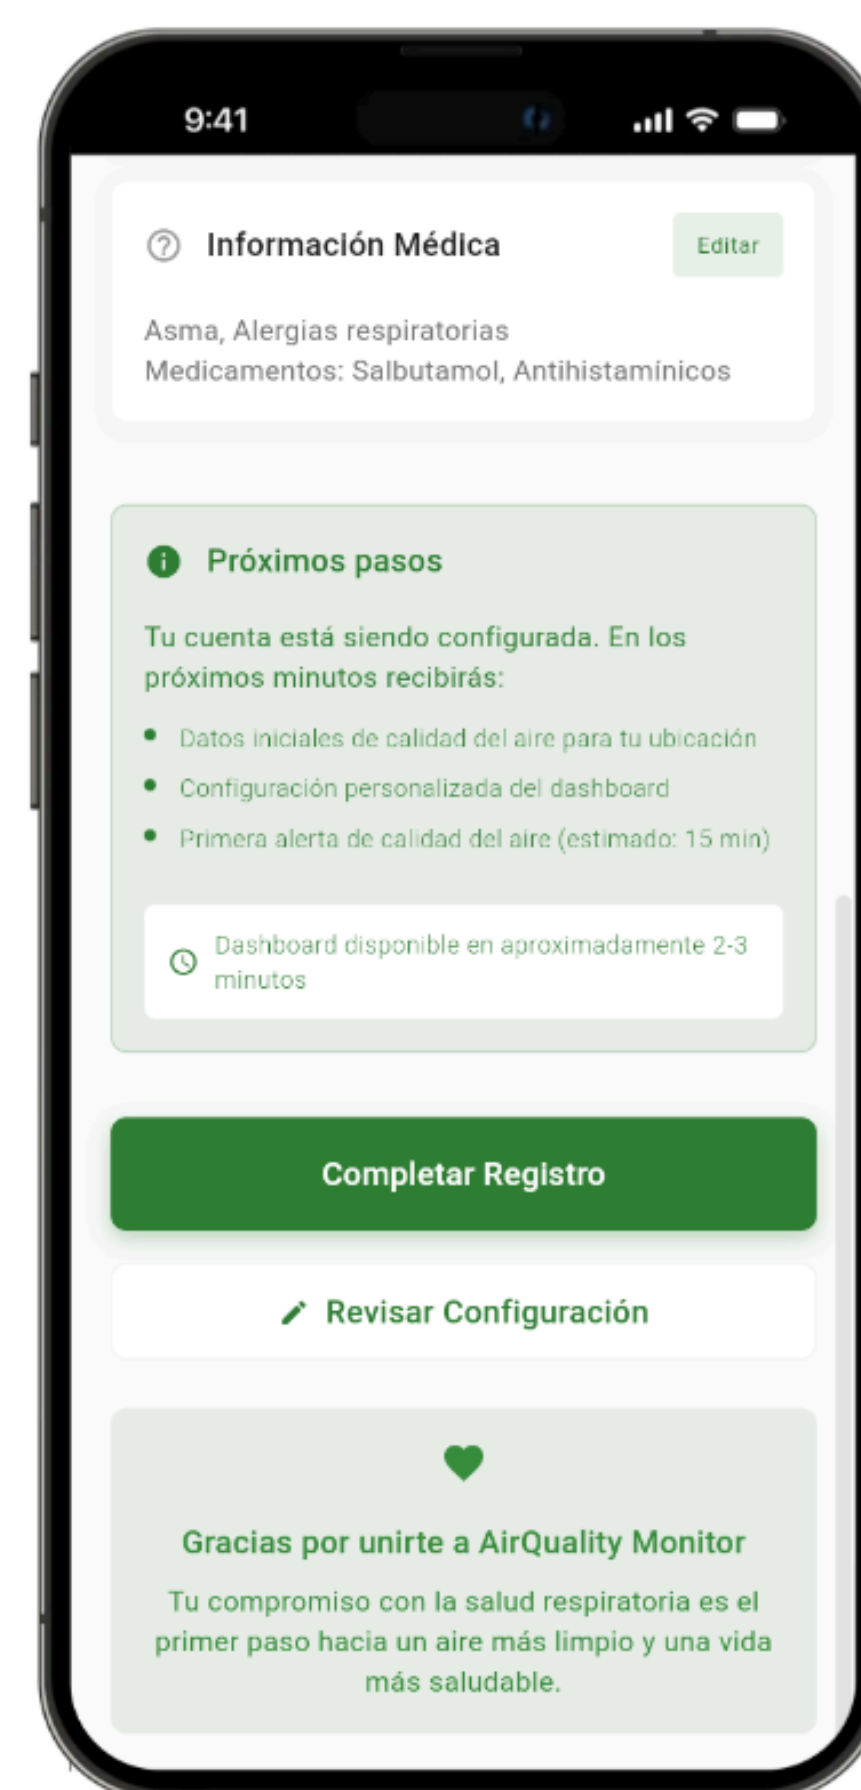 9:41
Información Médica
Editar
Asma, Alergias respiratorias
Medicamentos: Salbutamol, Antihistamínicos
Próximos pasos
Tu cuenta está siendo configurada. En los
próximos minutos recibirás:
Datos iniciales de calidad del aire para tu ubicación
Configuración personalizada del dashboard
Primera alerta de calidad del aire (estimado: 15 min)
Dashboard disponible en aproximadamente 2-3
minutos
Completar Registro
Revisar Configuración
Gracias por unirte a AirQuality Monitor
Tu compromiso con la salud respiratoria es el
primer paso hacia un aire más limpio y una vida
más saludable.